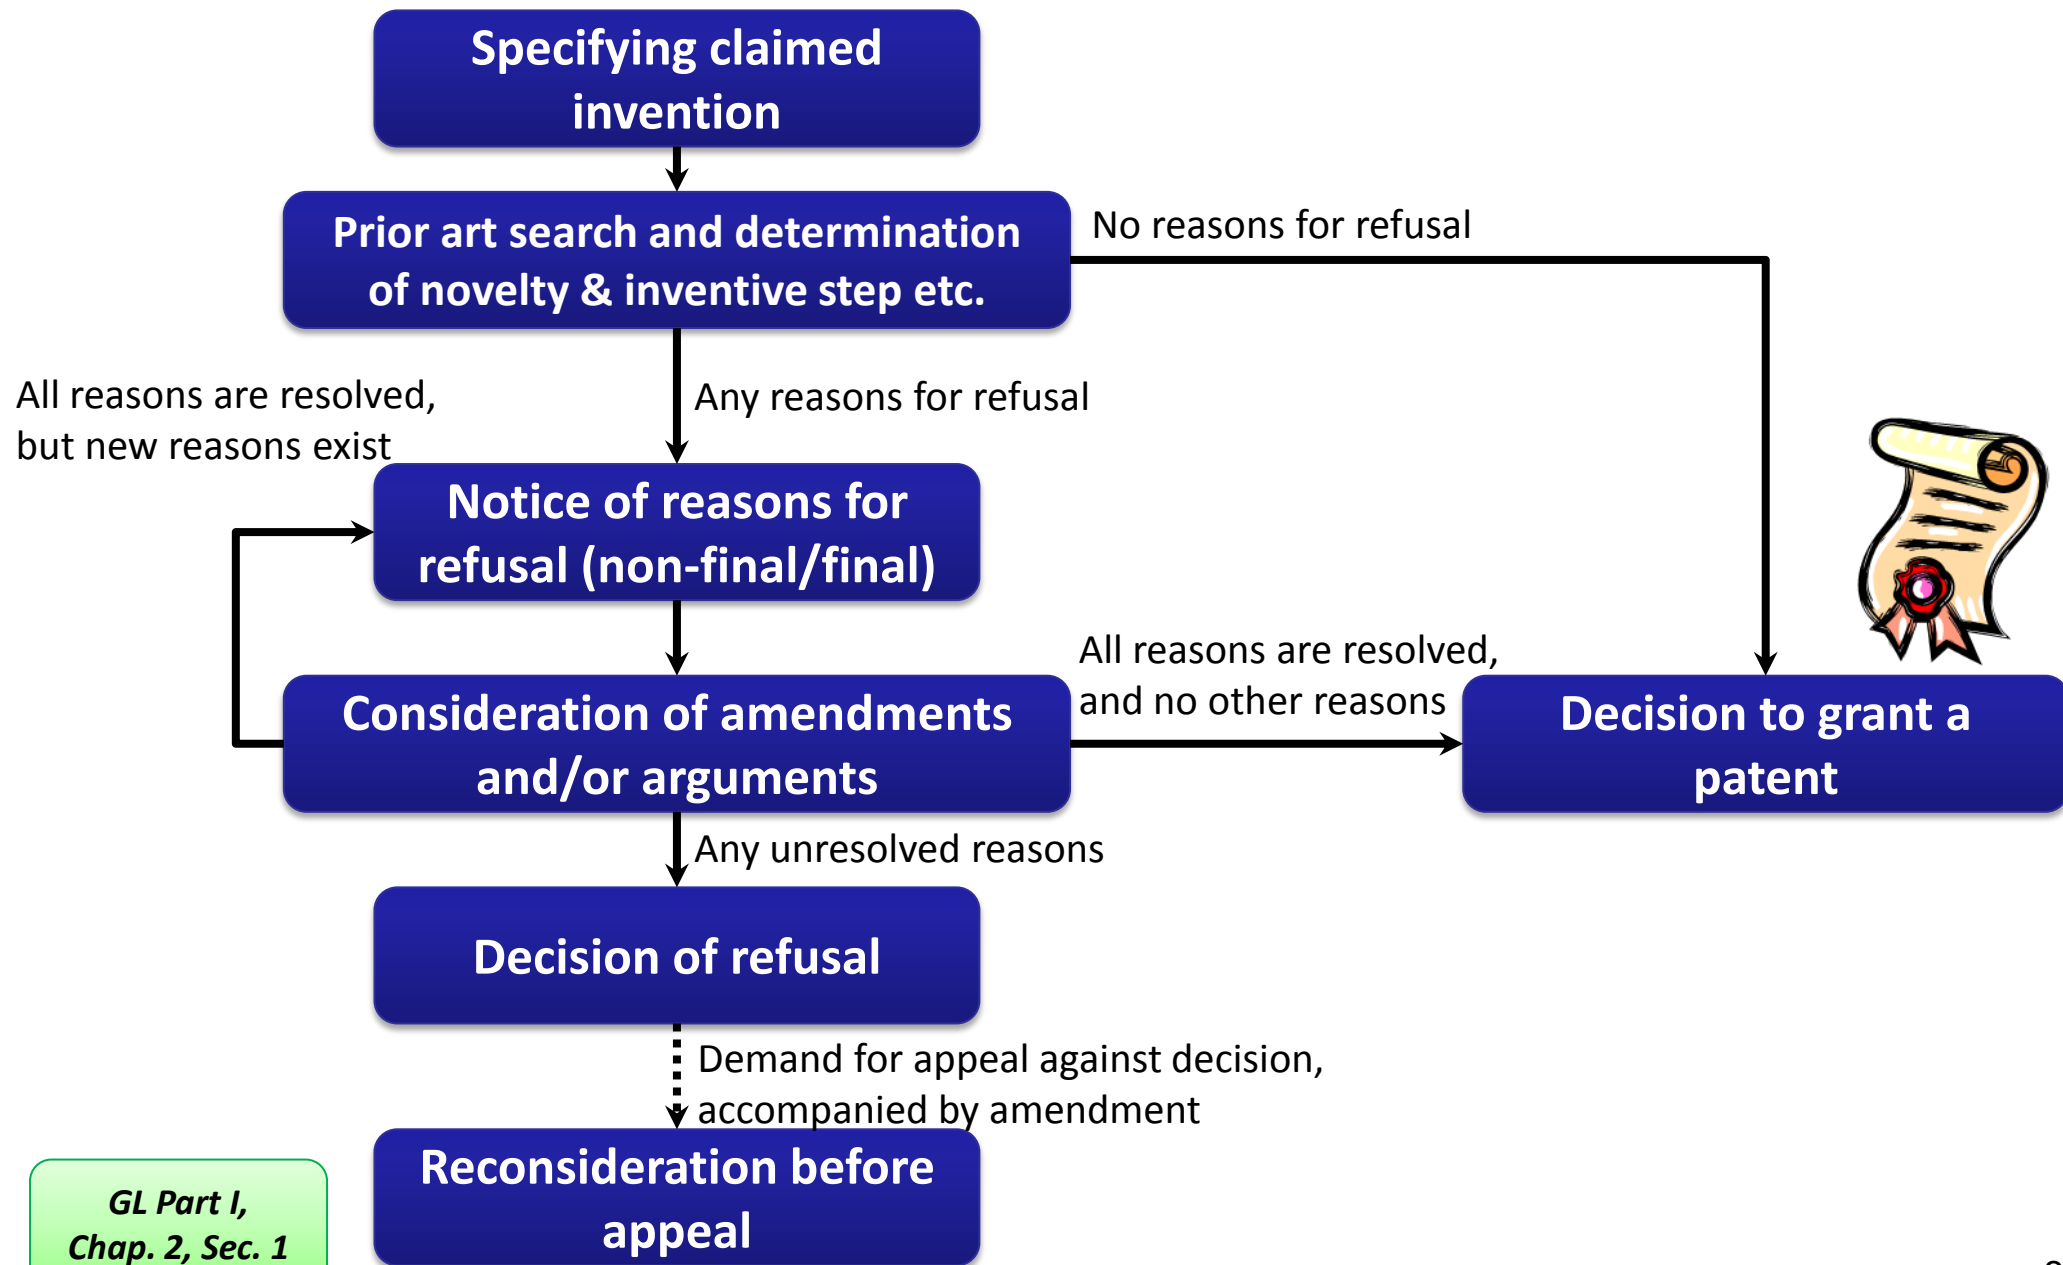 Specifying claimed
invention
Prior art search and determination
of novelty & inventive step etc.
No reasons for refusal
All reasons are resolved,
but new reasons exist
Any reasons for refusal
Notice of reasons for
refusal (non-final/final)
All reasons are resolved,
and no other reasons
Consideration of amendments
and/or arguments
Decision to grant a
patent
Any unresolved reasons
Decision of refusal
Demand for appeal against decision,
accompanied by amendment
Reconsideration before
appeal
GL Part I,
Chap. 2, Sec. 1